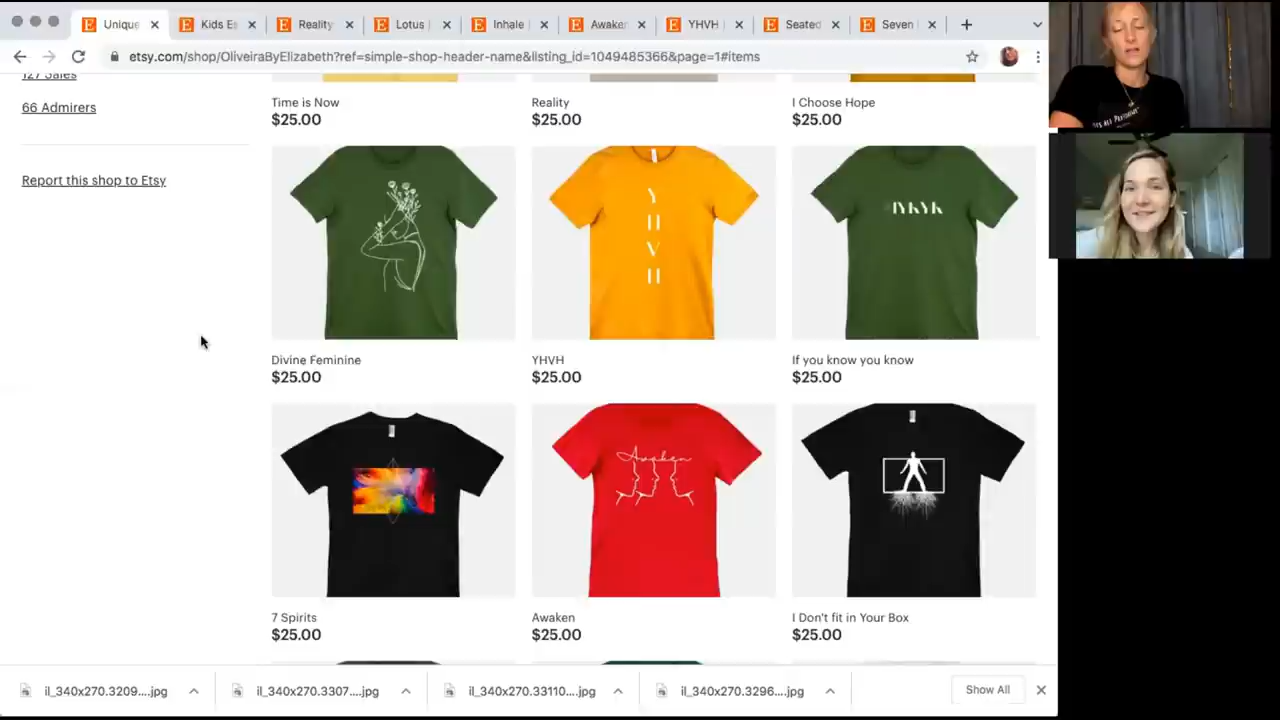 Unique
Kids Es
Reality
Lotus
Inhale
Awaken
YHVH
Seated
Seven
etsy.com/shop/OliveiraByElizabeth?ref=simple-shop-header-name&listing_id=1049485366&page=1#items
127 Sales
66 Admirers
Report this shop to Etsy
Time is Now
$25.00
Reality
$25.00
I Choose Hope
$25.00
Y
H
V
H
IYKYK
Divine Feminine
$25.00
YHVH
$25.00
If you know you know
$25.00
Awaken
7 Spirits
$25.00
Awaken
$25.00
I Don't fit in Your Box
$25.00
il_340x270.3209....jpg
il_340x270.3307....jpg
il_340x270.33110....jpg
il_340x270.3296....jpg
Show All